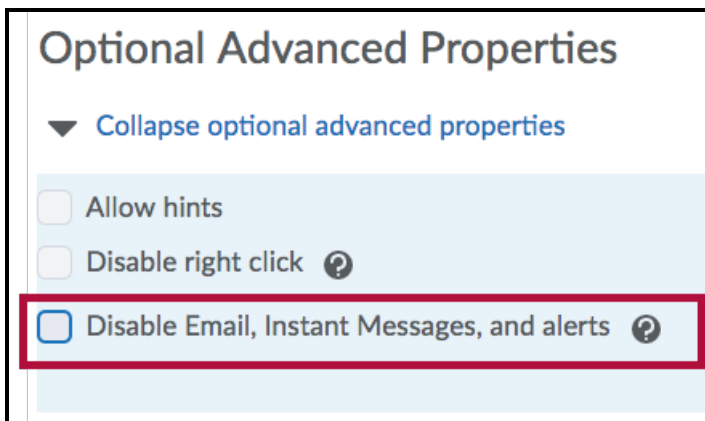 Optional Advanced Properties
Collapse optional advanced properties
Allow hints
Disable right click ?
Disable Email, Instant Messages, and alerts ?